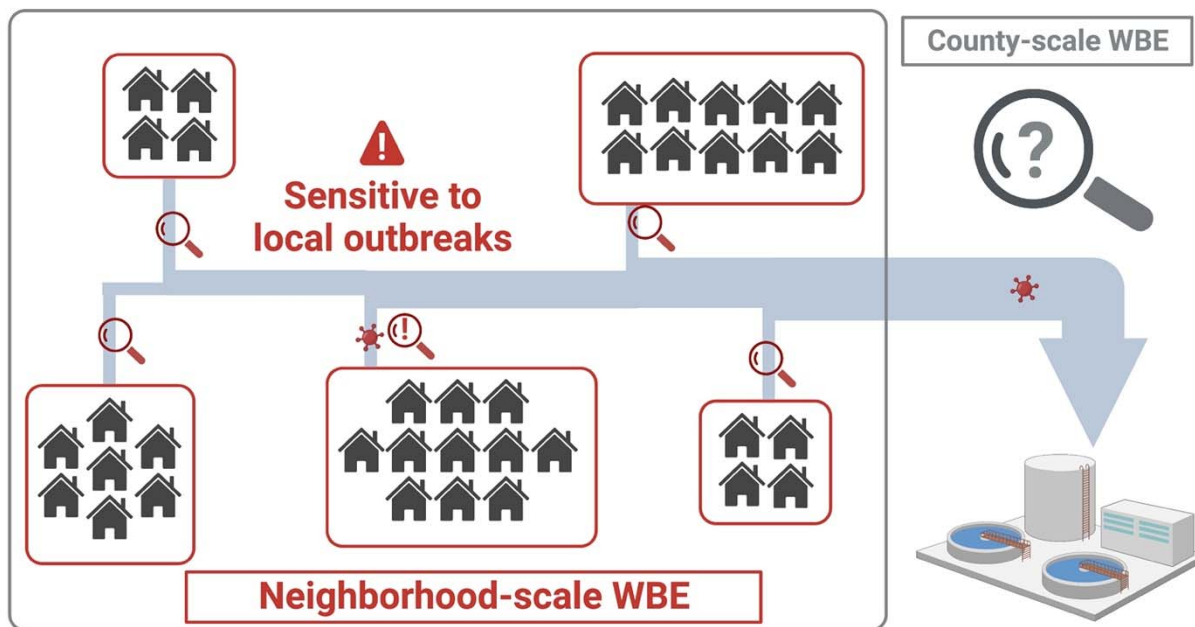 County-scale WBE
?
!
Sensitive to
local outbreaks
!
Neighborhood-scale WBE